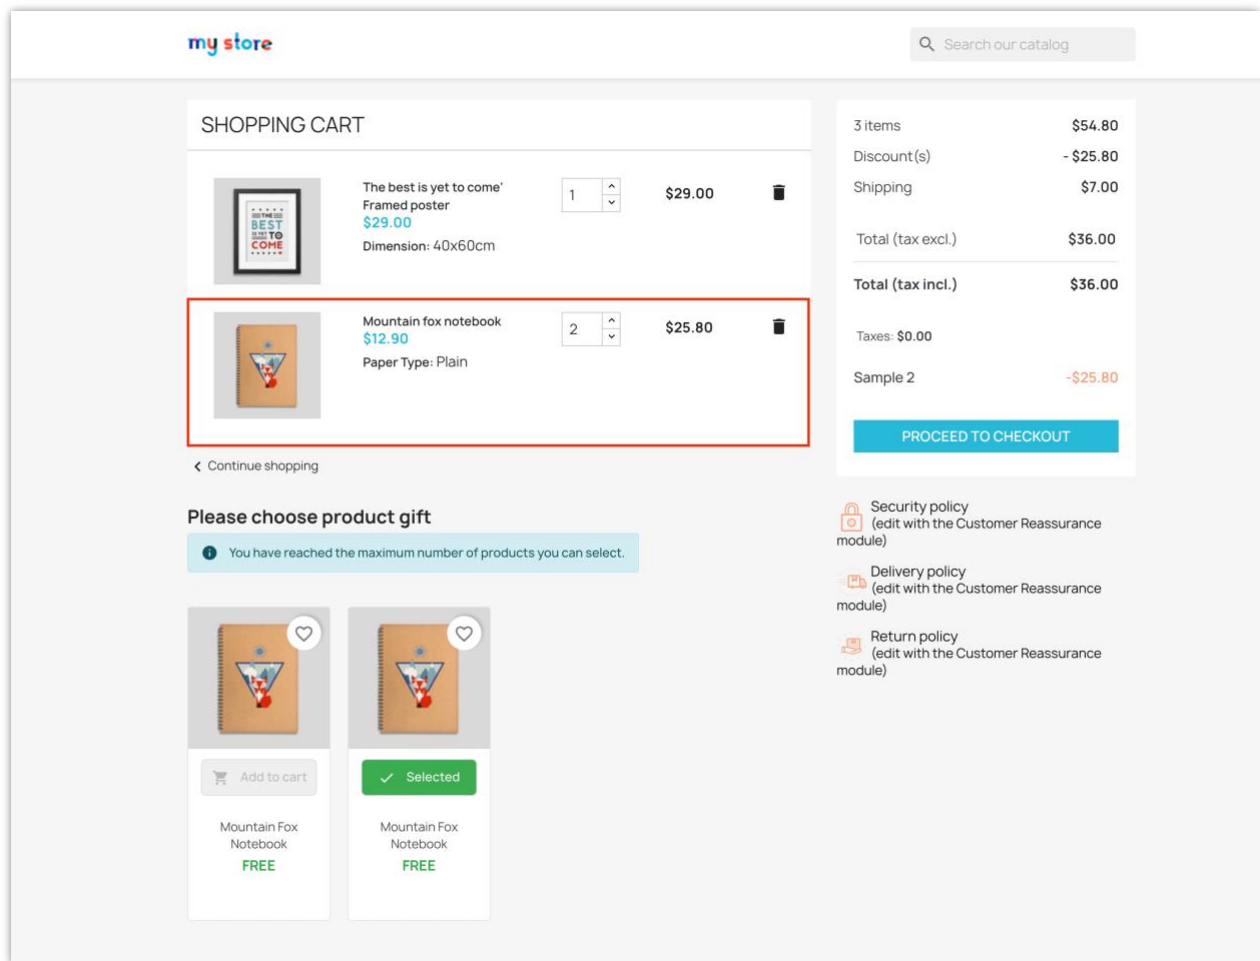 my store
Search our catalog
SHOPPING CART
THE
BEST
IS YET TO
COME
The best is yet to come'
Framed poster
$29.00
Dimension: 40x60cm
1
$29.00
Mountain fox notebook
$12.90
Paper Type: Plain
2
$25.80
Continue shopping
Please choose product gift
You have reached the maximum number of products you can select.
Add to cart
Mountain Fox
Notebook
FREE
Selected
Mountain Fox
Notebook
FREE
3 items $54.80
Discount(s) - $25.80
Shipping $7.00
Total (tax excl.) $36.00
Total (tax incl.) $36.00
Taxes: $0.00
Sample 2 -$25.80
PROCEED TO CHECKOUT
Security policy
(edit with the Customer Reassurance
module)
Delivery policy
(edit with the Customer Reassurance
module)
Return policy
(edit with the Customer Reassurance
module)